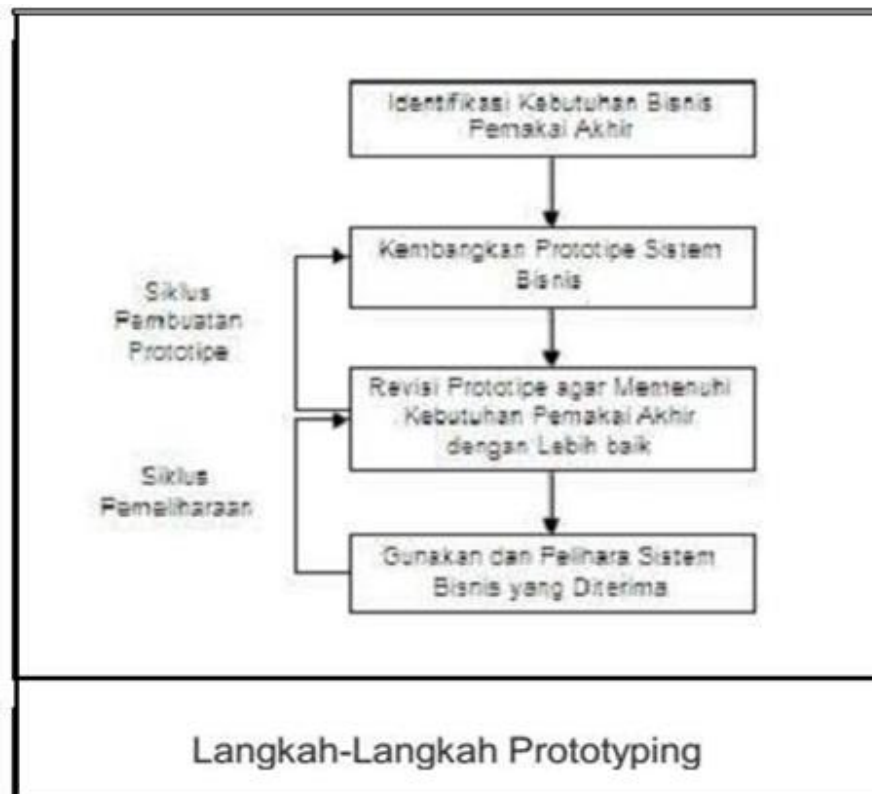 Identifikasi Kebutuhan Bisnis
Pemakai Akhir
Kembangkan Prototipe Sistem
Bisnis
Siklus
Pembuatan
Prototipe
Revisi Prototipe agar Memenuhi
Kebutuhan Pemakai Akhir
dengan Lebih baik
Siklus
Pemeliharaan
Gunakan dan Pelihara Sistem
Bisnis yang Diterima
Langkah-Langkah Prototyping